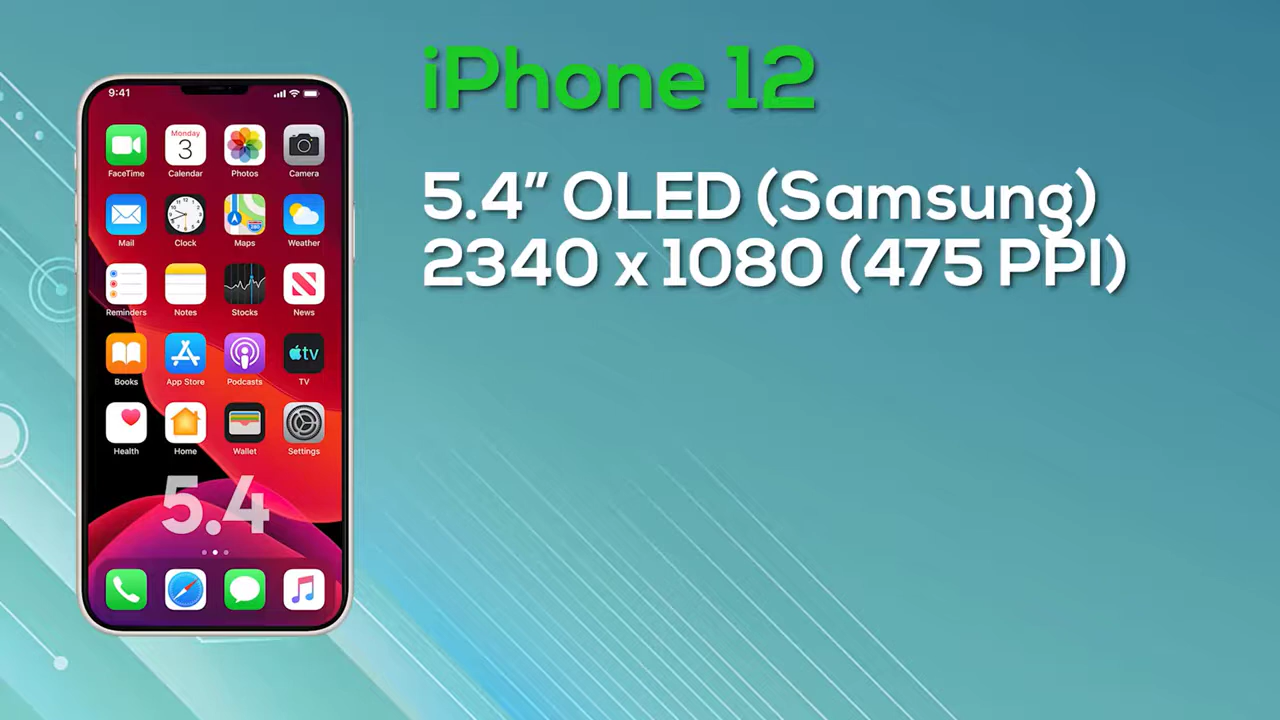 iPhone 12
5.4” OLED (Samsung)
2340 x 1080 (475 PPI)
9:41
Monday
3
FaceTime Calendar Photos Camera
280
Mail Clock Maps Weather
Reminders Notes Stocks News
tv
Books App Store Podcasts TV
Health Home Wallet Settings
5.4